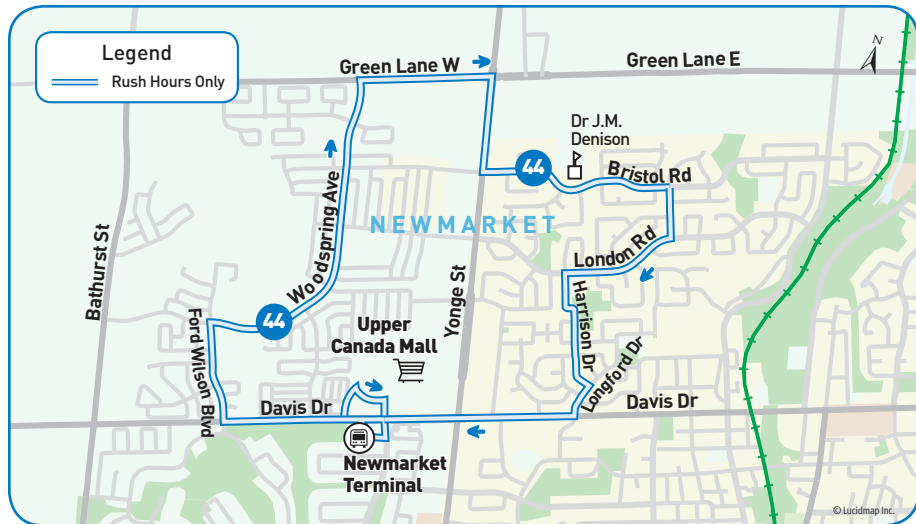 Legend
Rush Hours Only
Green Lane W
Green Lane E
N
Dr J.M.
Denison
44
Bristol Rd
NEWMARKET
Woodspring Ave
London Rd
Bathurst St
Yonge St
Harrison Dr
44
Ford Wilson Blvd
Upper
Canada Mall
Longford Dr
Davis Dr
Davis Dr
Newmarket
Terminal
© Lucidmap Inc.